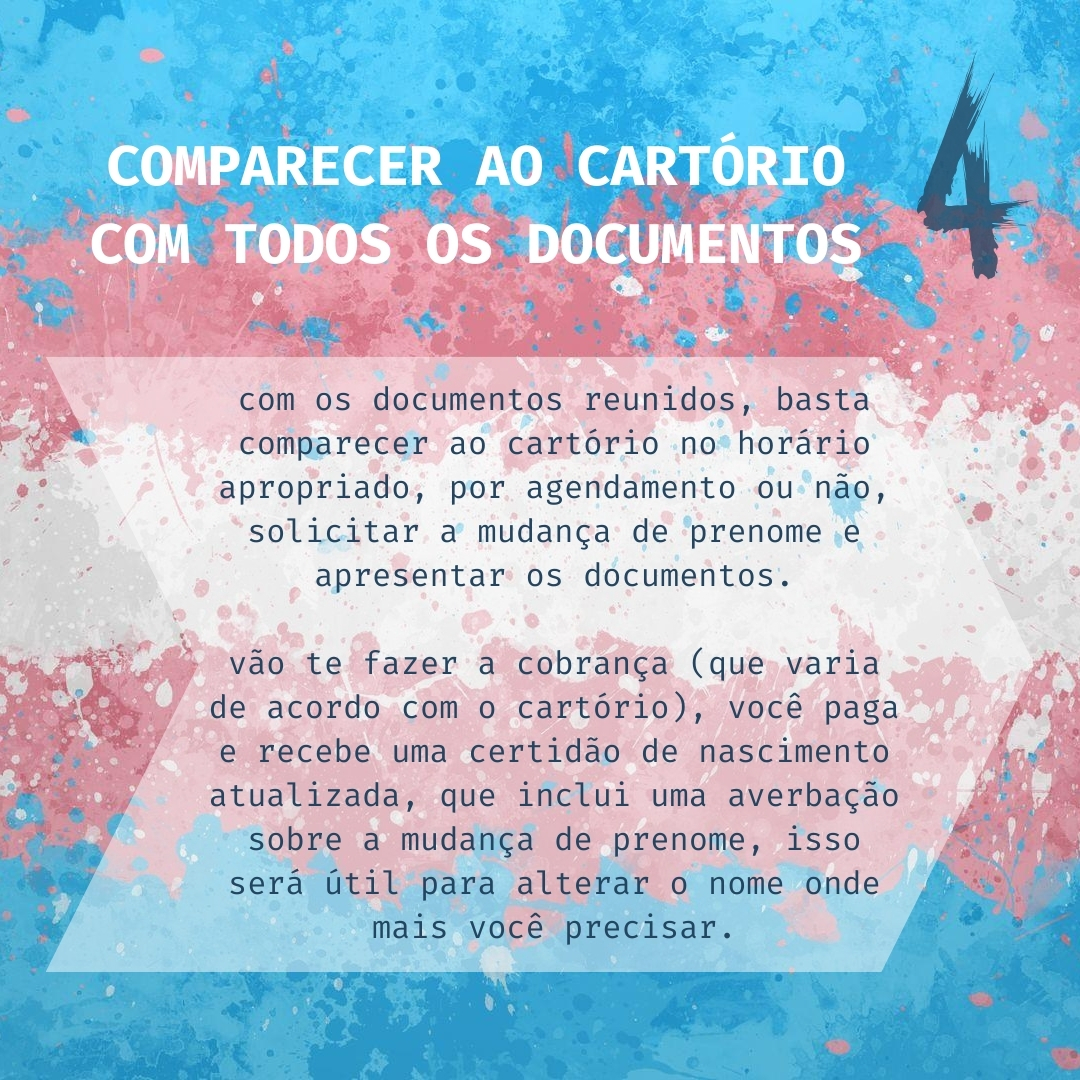 COMPARECER AO CARTÓRIO
COM TODOS OS DOCUMENTOS
4
com os documentos reunidos, basta
comparecer ao cartório no horário
apropriado, por agendamento ou não,
solicitar a mudança de prenome e
apresentar os documentos.
vão te fazer a cobrança (que varia
de acordo com o cartório), você paga
e recebe uma certidão de nascimento
atualizada, que inclui uma averbação
sobre a mudança de prenome, isso
será útil para alterar o nome onde
mais você precisar.